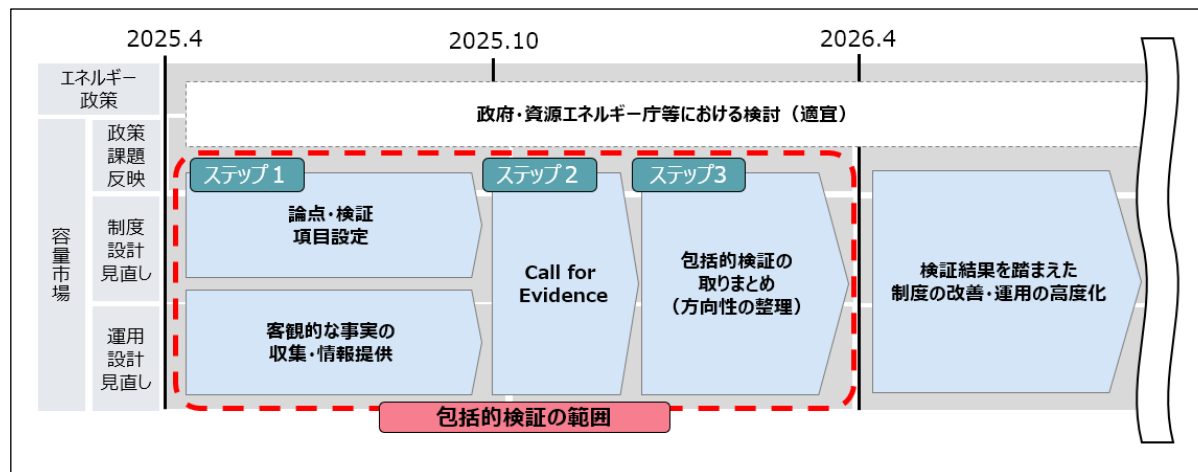 2025.4
2025.10
2026.4
エネルギー
政策
政府・資源エネルギー庁等における検討（適宜）
容量市場
政策
課題
反映
制度
設計
見直し
運用
設計
見直し
ステップ１
論点・検証
項目設定
客観的な事実の
収集・情報提供
ステップ２
Call for
Evidence
ステップ3
包括的検証の
取りまとめ
（方向性の整理）
検証結果を踏まえた
制度の改善・運用の高度化
包括的検証の範囲